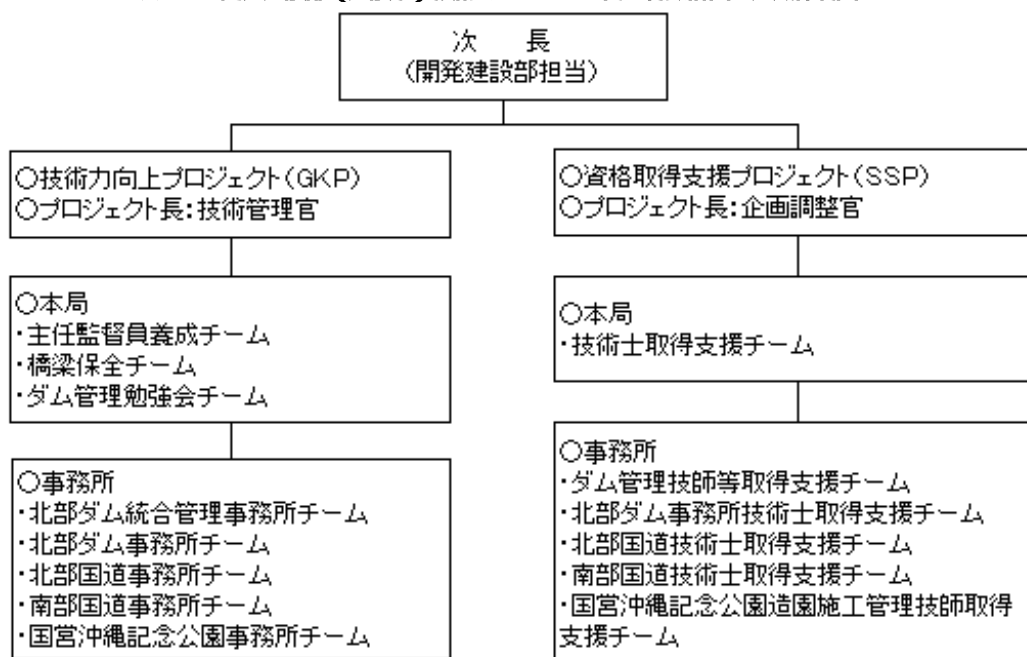 次　長
(開発建設部担当)
○技術力向上プロジェクト(GKP)
○プロジェクト長:技術管理官
○本局
・主任監督員養成チーム
・橋梁保全チーム
・ダム管理勉強会チーム
○事務所
・北部ダム統合管理事務所チーム
・北部ダム事務所チーム
・北部国道事務所チーム
・南部国道事務所チーム
・国営沖縄記念公園事務所チーム
○資格取得支援プロジェクト(SSP)
○プロジェクト長:企画調整官
○本局
・技術士取得支援チーム
○事務所
・ダム管理技師等取得支援チーム
・北部ダム事務所技術士取得支援チーム
・北部国道技術士取得支援チーム
・南部国道技術士取得支援チーム
・国営沖縄記念公園造園施工管理技師取得
支援チーム